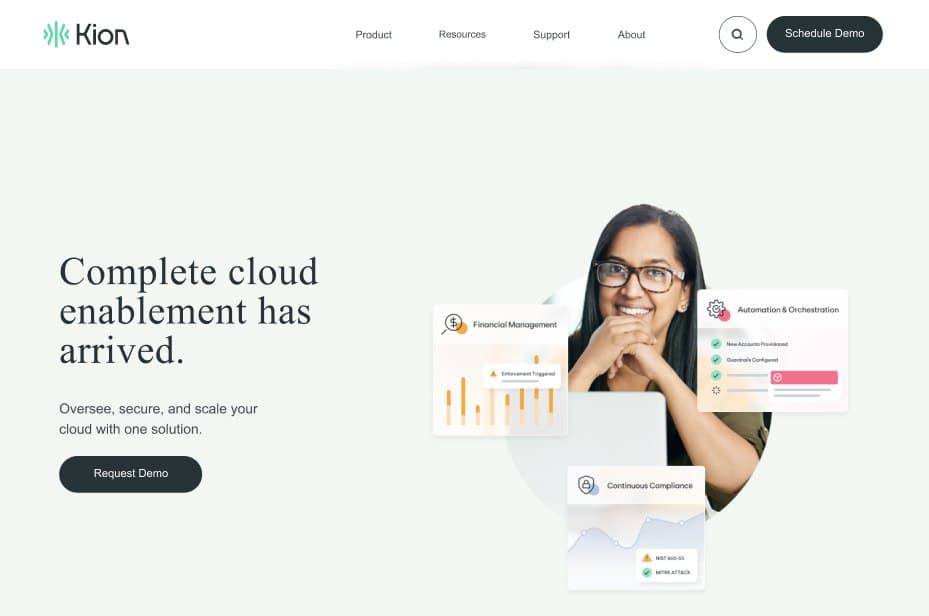 Kion
Product
Resources
Support
About
Schedule Demo
Complete cloud
enablement has
arrived.
Oversee, secure, and scale your
cloud with one solution.
Request Demo
Financial Management
Enforcement Triggered
Automation & Orchestration
New Accounts Provisioned
Guardrails Configured
Continuous Compliance
NIST 800-53
MITRE ATTACK